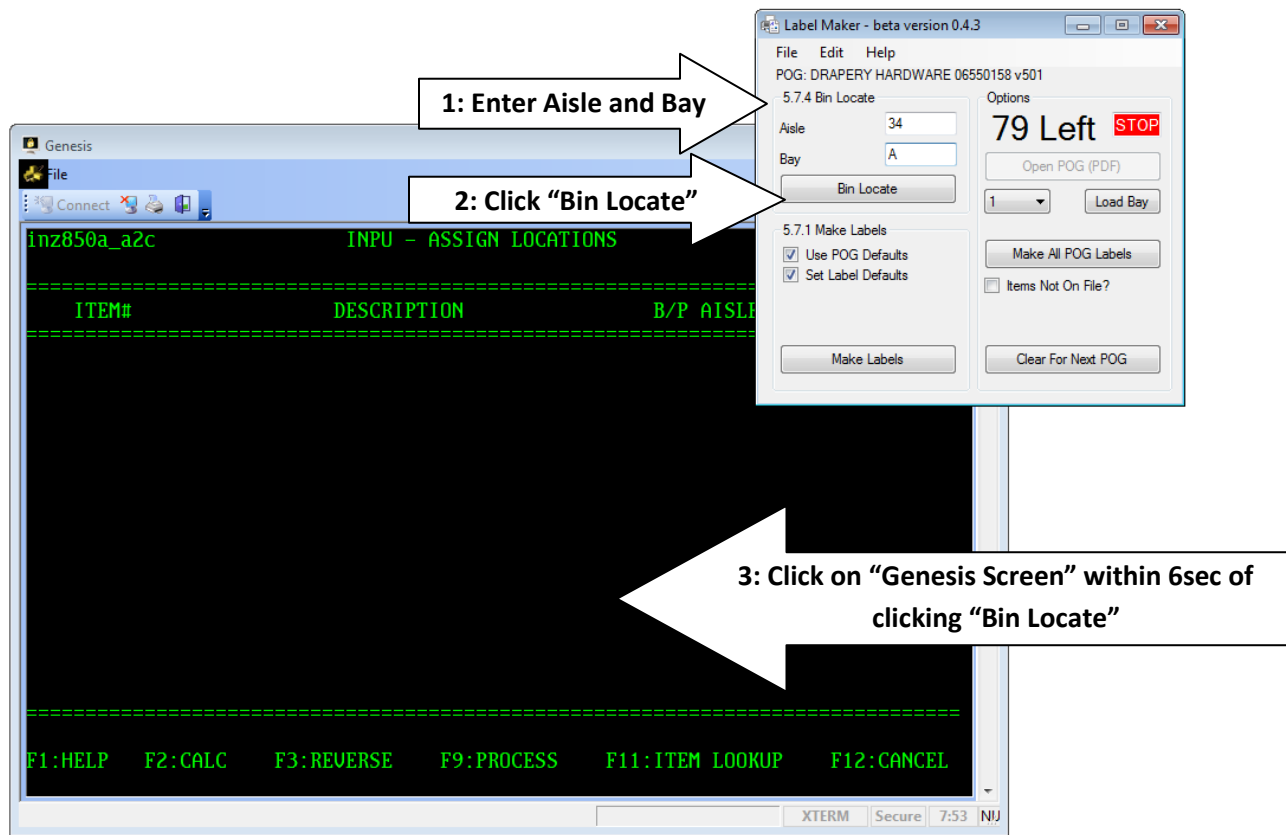 Label Maker - beta version 0.4.3
File Edit Help
POG: DRAPERY HARDWARE 06550158 v501
1: Enter Aisle and Bay
5.7.4 Bin Locate
Aisle 34
Bay A
Bin Locate
2: Click “Bin Locate”
5.7.1 Make Labels
Use POG Defaults
Set Label Defaults
Make Labels
Options
79 Left STOP
Open POG (PDF)
1 Load Bay
Make All POG Labels
Items Not On File?
Clear For Next POG
Genesis
File
Connect
inz850a_a2c INPU - ASSIGN LOCATIONS
================================================================================
ITEM# DESCRIPTION B/P AISLE
================================================================================
3: Click on “Genesis Screen” within 6sec of
clicking “Bin Locate”
================================================================================
F1:HELP F2:CALC F3:REVERSE F9:PROCESS F11:ITEM LOOKUP F12:CANCEL
XTERM Secure 7:53